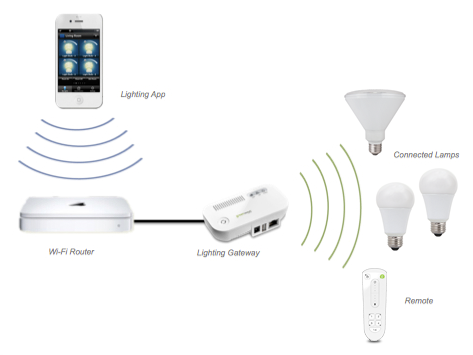 Lighting App
Connected Lamps
Wi-Fi Router
Lighting Gateway
Remote